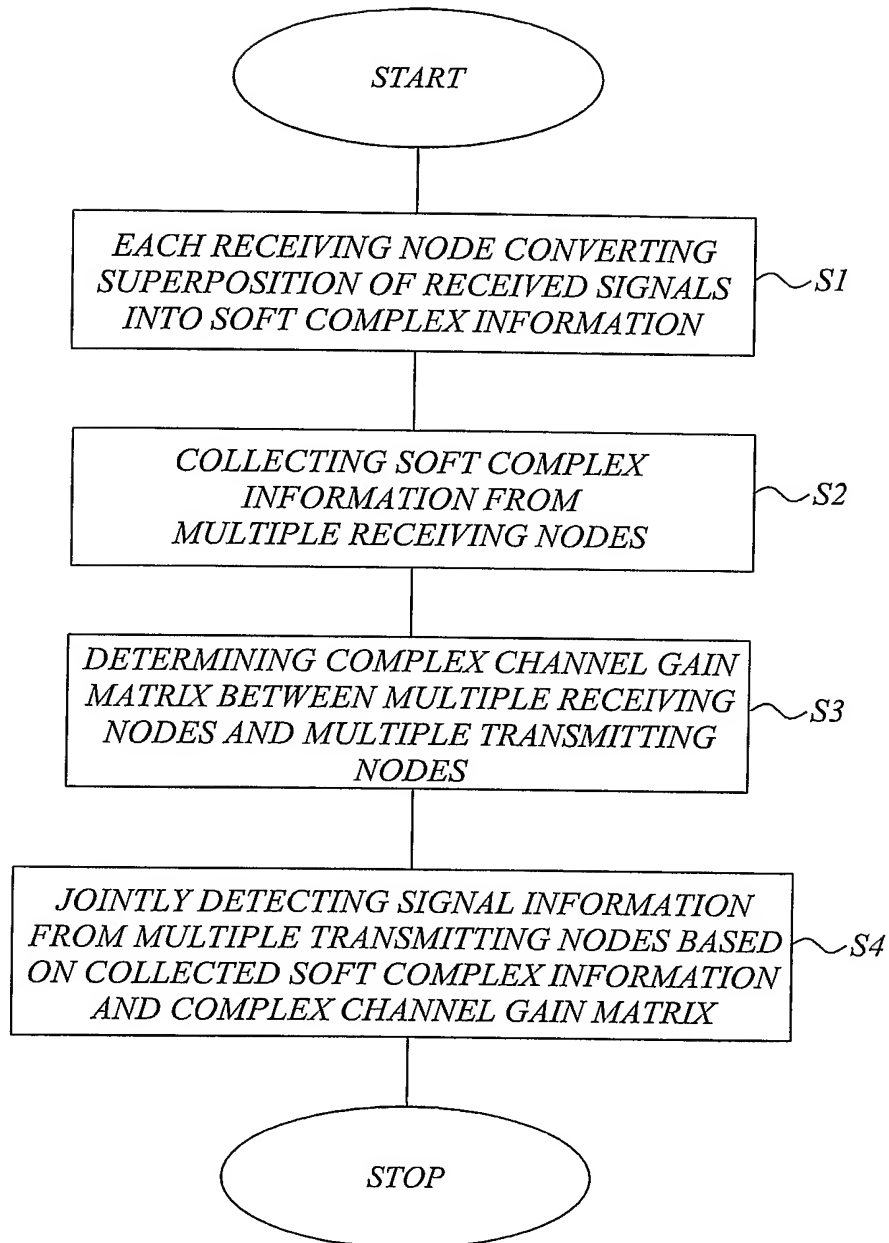 START
EACH RECEIVING NODE CONVERTING
SUPERPOSITION OF RECEIVED SIGNALS
INTO SOFT COMPLEX INFORMATION
S1
COLLECTING SOFT COMPLEX
INFORMATION FROM
MULTIPLE RECEIVING NODES
S2
DETERMINING COMPLEX CHANNEL GAIN
MATRIX BETWEEN MULTIPLE RECEIVING
NODES AND MULTIPLE TRANSMITTING
NODES
S3
JOINTLY DETECTING SIGNAL INFORMATION
FROM MULTIPLE TRANSMITTING NODES BASED
ON COLLECTED SOFT COMPLEX INFORMATION
AND COMPLEX CHANNEL GAIN MATRIX
S4
STOP